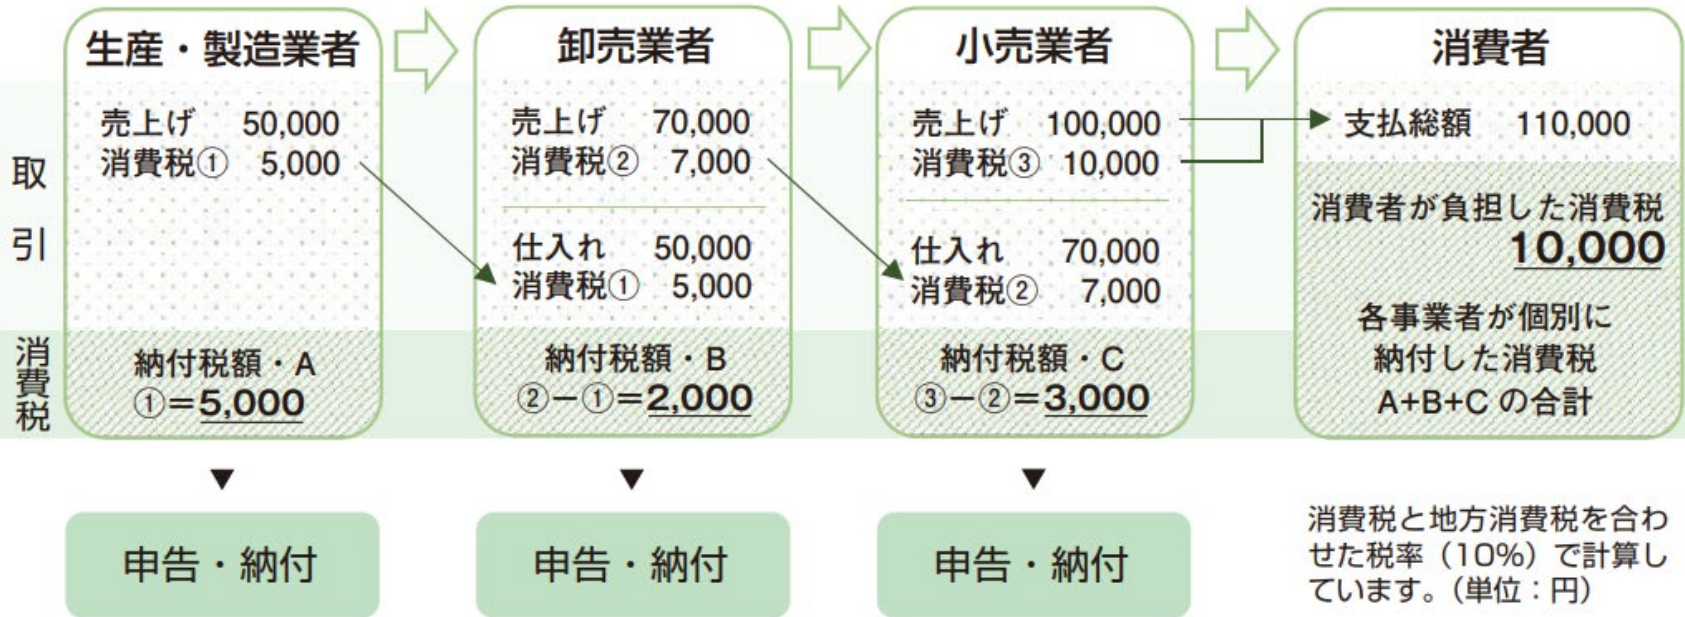 生産・製造業者
売上げ 50,000
消費税① 5,000
納付税額・A
①=5,000
申告・納付
卸売業者
売上げ 70,000
消費税② 7,000
仕入れ 50,000
消費税① 5,000
納付税額・B
②-①=2,000
申告・納付
小売業者
売上げ 100,000
消費税③ 10,000
仕入れ 70,000
消費税② 7,000
納付税額・C
③-②=3,000
申告・納付
消費者
支払総額 110,000
消費者が負担した消費税
10,000
各事業者が個別に
納付した消費税
A+B+C の合計
取引
消費税
消費税と地方消費税を合わ
せた税率(10%)で計算し
ています。(単位:円)